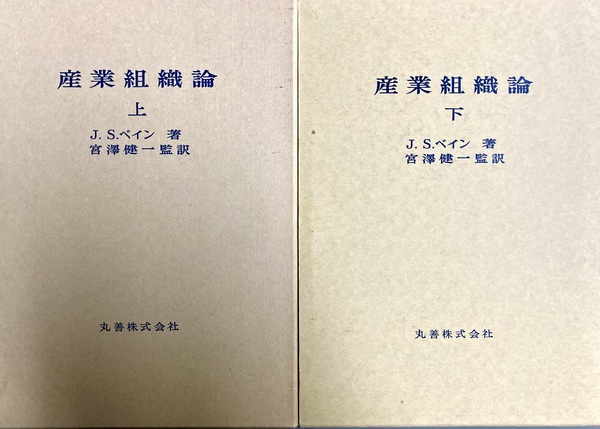 産業組織論
上
J. S.ベイン 著
宮澤健一監訳
丸善株式会社
産業組織論
下
J. S.ベイン 著
宮澤健一監訳
丸善株式会社